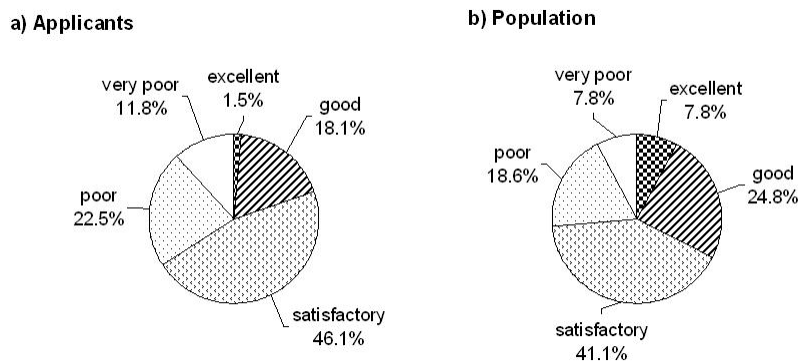 a) Applicants
very poor
11.8%
excellent
1.5%
good
18.1%
poor
22.5%
satisfactory
46.1%
b) Population
very poor
7.8%
excellent
7.8%
poor
18.6%
good
24.8%
satisfactory
41.1%